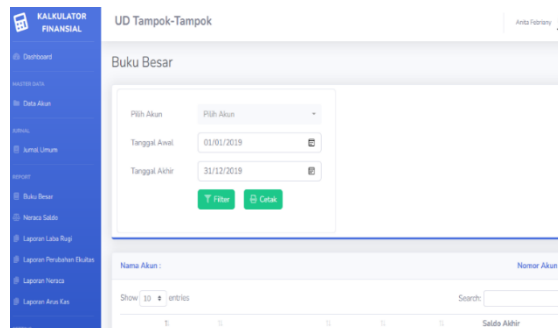 KALKULATOR
FINANSIAL
UD Tampok-Tampok
Anita Febriany
Dashboard
Buku Besar
MASTER DATA
Data Akun
Pilih Akun
Pilih Akun
JURNAL
Tanggal Awal
01/01/2019
Jurnal Umum
Tanggal Akhir
31/12/2019
REPORT
Filter
Cetak
Buku Besar
Neraca Saldo
Laporan Laba Rugi
Laporan Perubahan Ekuitas
Nama Akun :
Nomor Akun
Laporan Neraca
Laporan Arus Kas
Show 10 entries
Search:
Saldo Akhir